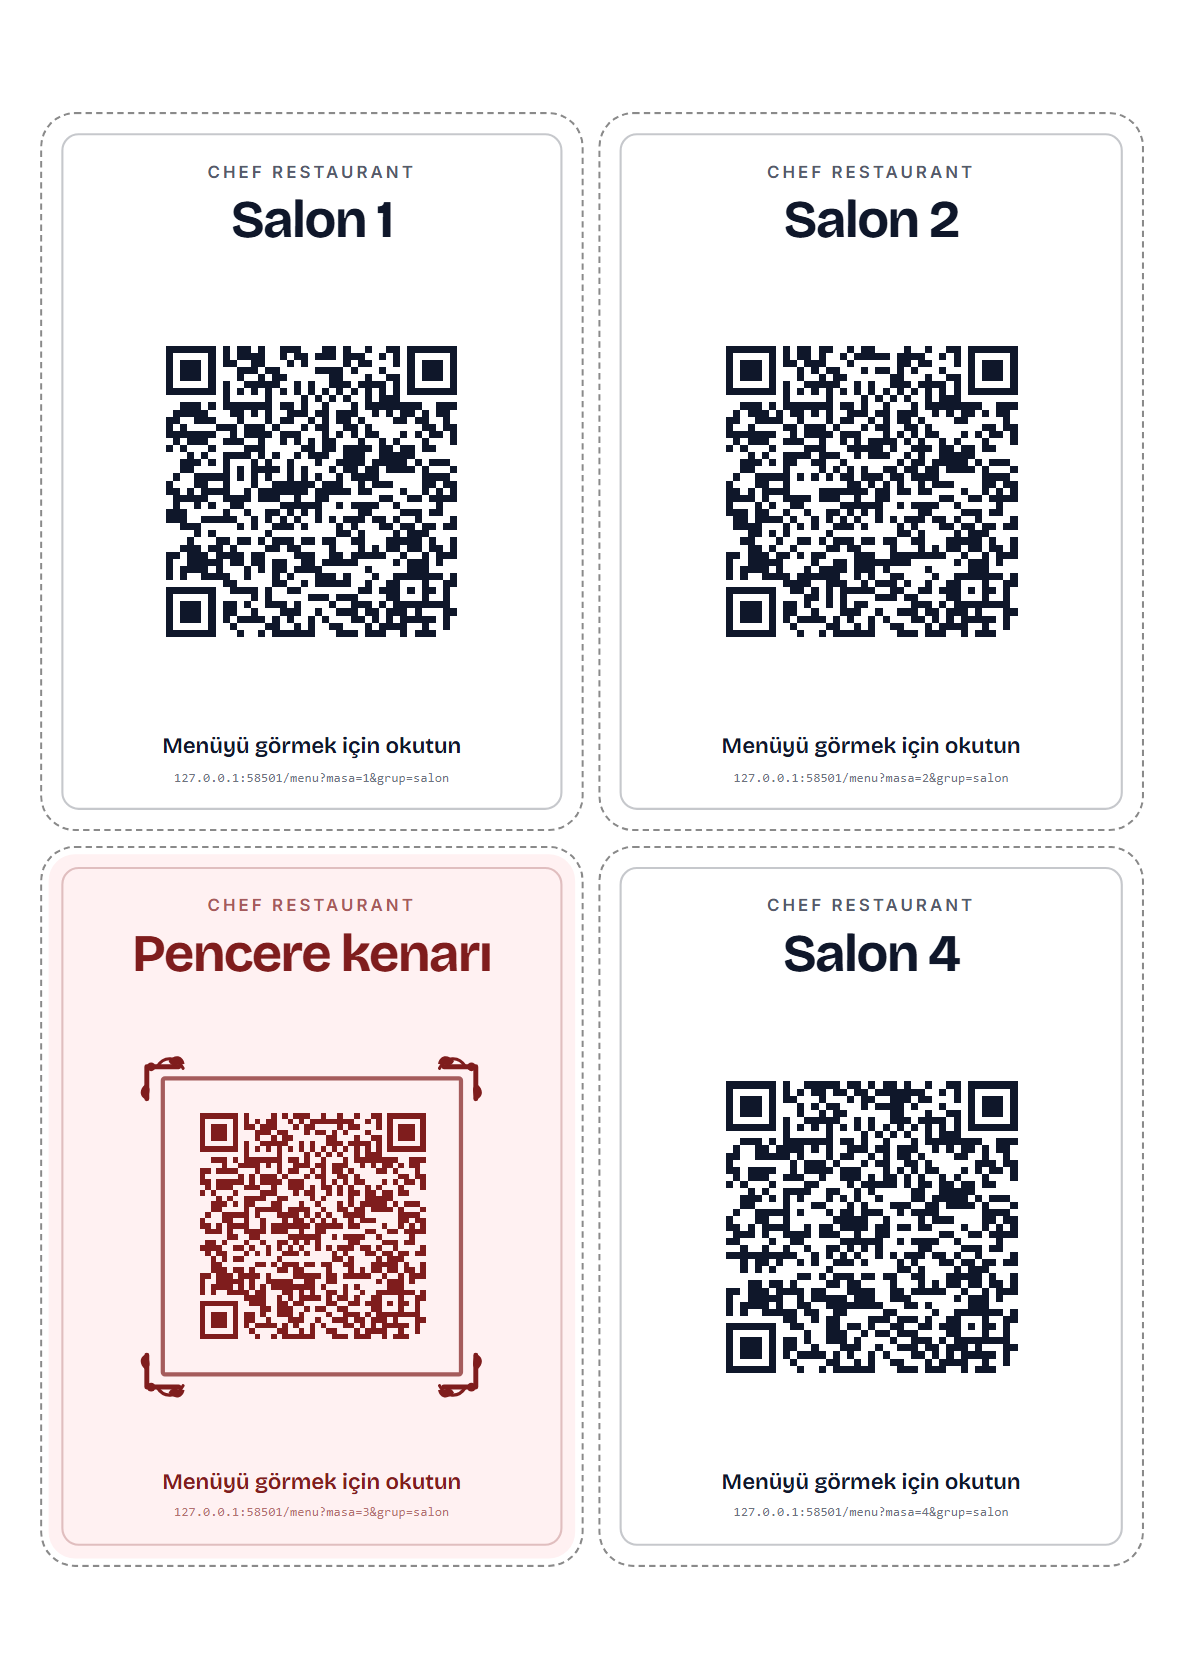 CHEF RESTAURANT
Salon 1
Menüyü görmek için okutun
127.0.0.1:58501/menu?masa=1&grup=salon
CHEF RESTAURANT
Salon 2
Menüyü görmek için okutun
127.0.0.1:58501/menu?masa=2&grup=salon
CHEF RESTAURANT
Pencere kenarı
Menüyü görmek için okutun
127.0.0.1:58501/menu?masa=3&grup=salon
CHEF RESTAURANT
Salon 4
Menüyü görmek için okutun
127.0.0.1:58501/menu?masa=4&grup=salon